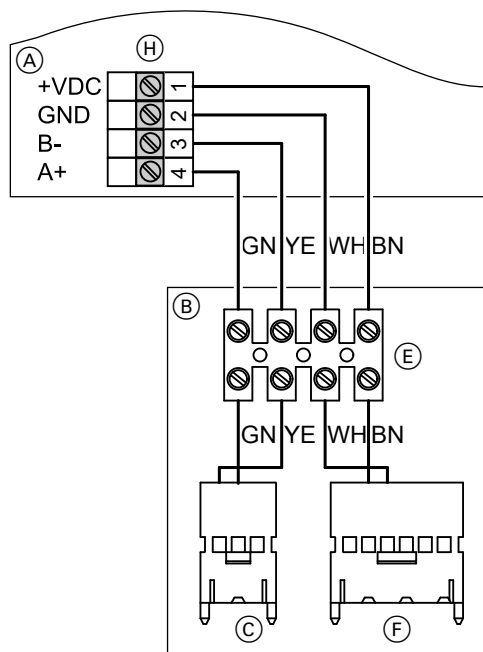 Ⓐ Ⓗ
+VDC 1
GND 2
B- 3
A+ 4
GN YE WH BN
Ⓑ
Ⓔ
GN YE WH BN
Ⓒ Ⓕ